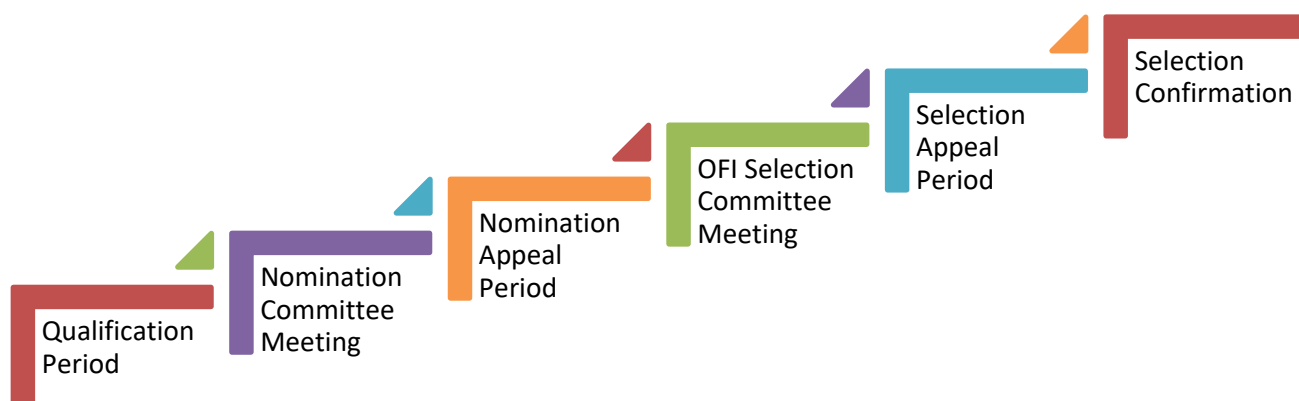 Qualification
Period
Nomination
Committee
Meeting
Nomination
Appeal
Period
OFI Selection
Committee
Meeting
Selection
Appeal
Period
Selection
Confirmation